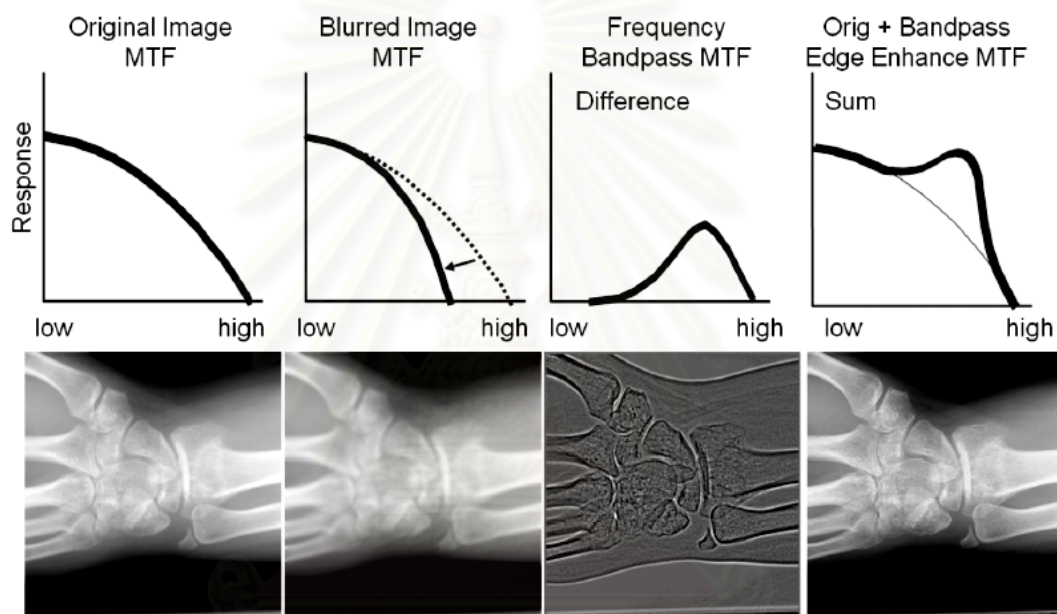 Original Image
MTF
Blurred Image
MTF
Frequency
Bandpass MTF
Orig + Bandpass
Edge Enhance MTF
Response
Difference
Sum
low
high
low
high
low
high
low
high